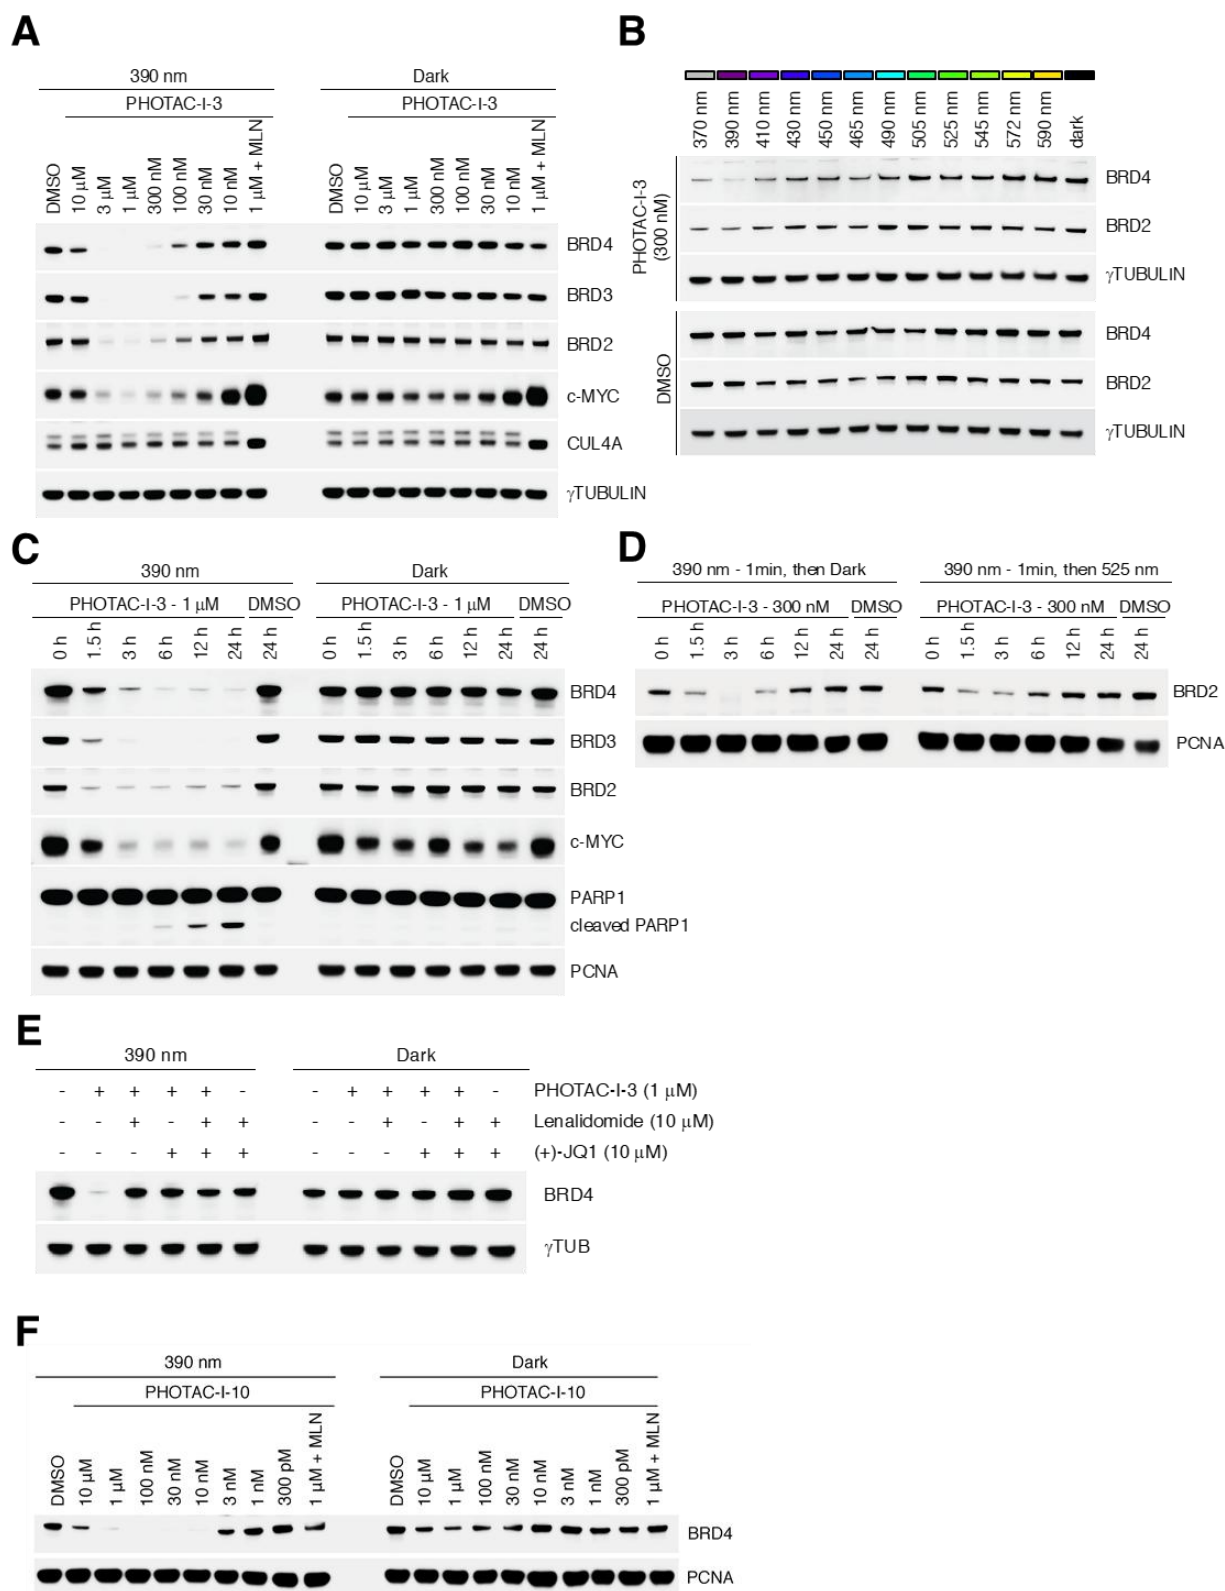 A
390 nm
Dark
PHOTAC-I-3
PHOTAC-I-3
DMSO
10 μM
3 μM
1 μM
300 nM
100 nM
30 nM
10 nM
1 μM + MLN
DMSO
10 μM
3 μM
1 μM
300 nM
100 nM
30 nM
10 nM
1 μM + MLN
BRD4
BRD3
BRD2
c-MYC
CUL4A
γTUBULIN
B
370 nm
390 nm
410 nm
430 nm
450 nm
465 nm
490 nm
505 nm
525 nm
545 nm
572 nm
590 nm
dark
PHOTAC-I-3
(300 nM)
BRD4
BRD2
γTUBULIN
DMSO
BRD4
BRD2
γTUBULIN
C
390 nm
Dark
PHOTAC-I-3 - 1 μM
DMSO
PHOTAC-I-3 - 1 μM
DMSO
0 h
1.5 h
3 h
6 h
12 h
24 h
24 h
0 h
1.5 h
3 h
6 h
12 h
24 h
24 h
BRD4
BRD3
BRD2
c-MYC
PARP1
cleaved PARP1
PCNA
D
390 nm - 1min, then Dark
390 nm - 1min, then 525 nm
PHOTAC-I-3 - 300 nM
DMSO
PHOTAC-I-3 - 300 nM
DMSO
0 h
1.5 h
3 h
6 h
12 h
24 h
24 h
0 h
1.5 h
3 h
6 h
12 h
24 h
24 h
BRD2
PCNA
E
390 nm
Dark
- + + + + - - + + + + - PHOTAC-I-3 (1 μM)
- - + - + + - - + - + + Lenalidomide (10 μM)
- - - + + + - - - + + + (+)-JQ1 (10 μM)
BRD4
γTUB
F
390 nm
Dark
PHOTAC-I-10
PHOTAC-I-10
DMSO
10 μM
1 μM
100 nM
30 nM
10 nM
3 nM
1 nM
300 pM
1 μM + MLN
DMSO
10 μM
1 μM
100 nM
30 nM
10 nM
3 nM
1 nM
300 pM
1 μM + MLN
BRD4
PCNA